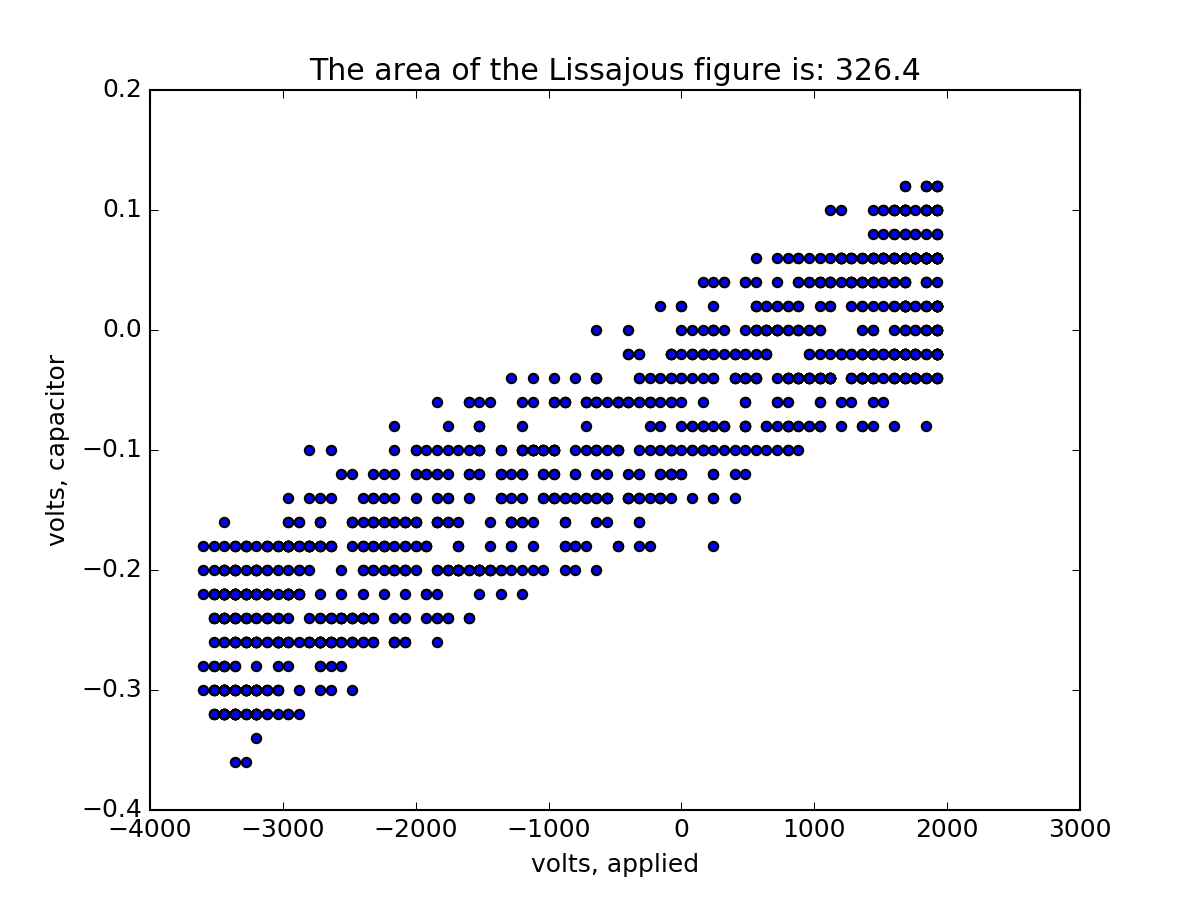 The area of the Lissajous figure is: 326.4
0.2
0.1
0.0
−0.1
−0.2
−0.3
−0.4
volts, capacitor
−4000 −3000 −2000 −1000 0 1000 2000 3000
volts, applied